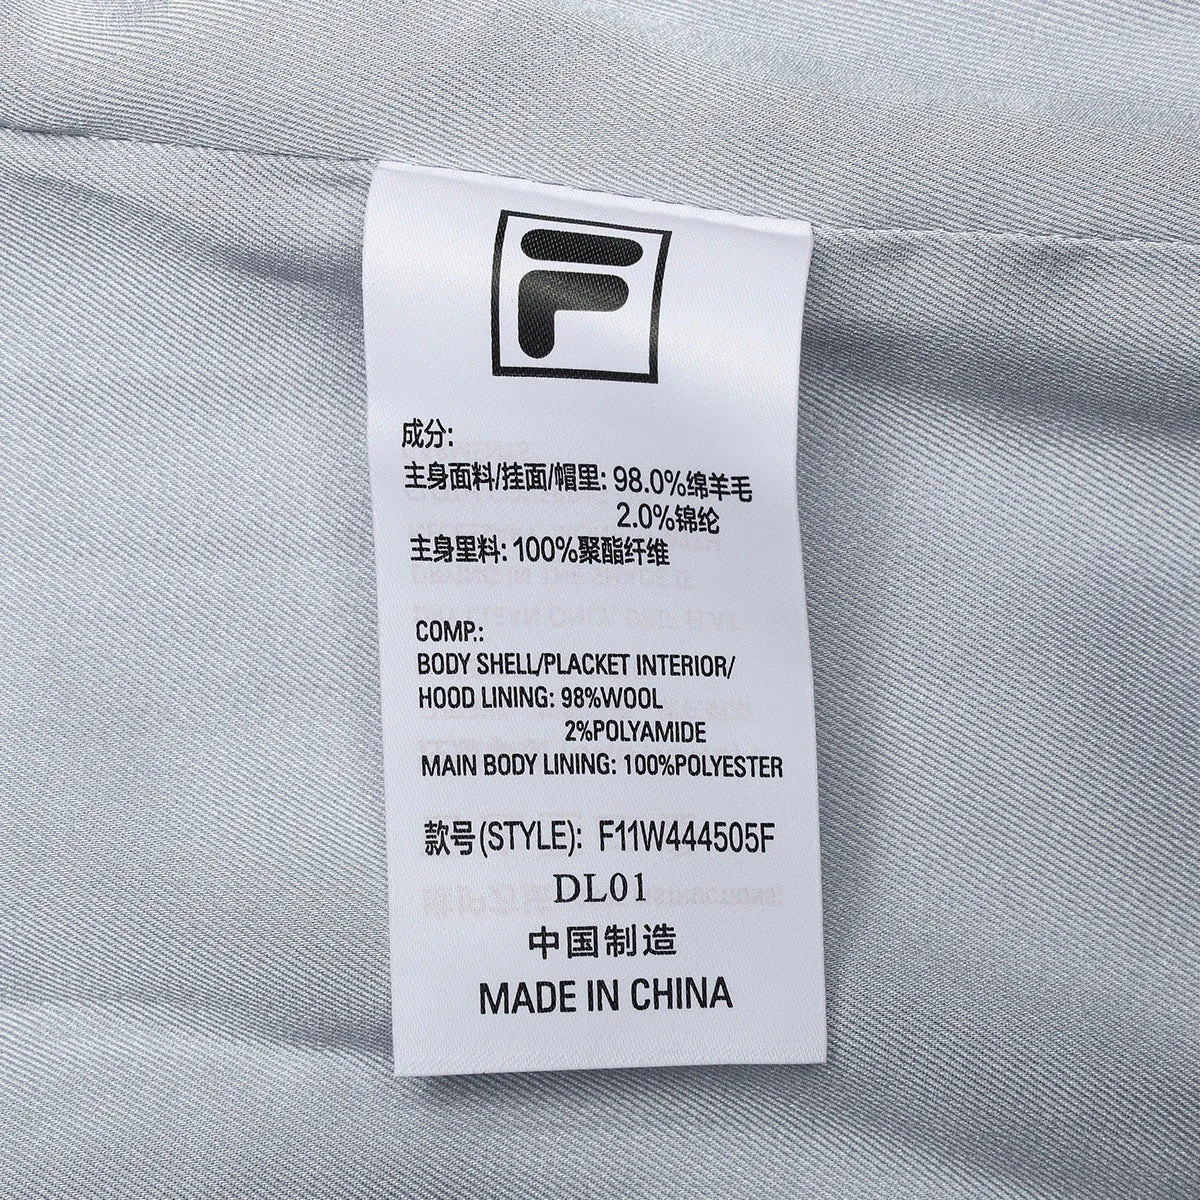 F
成分:
主身面料/挂面/帽里: 98.0%绵羊毛
2.0%锦纶
主身里料: 100%聚酯纤维
COMP.:
BODY SHELL/PLACKET INTERIOR/
HOOD LINING: 98%WOOL
2%POLYAMIDE
MAIN BODY LINING: 100%POLYESTER
款号(STYLE): F11W444505F
DL01
中国制造
MADE IN CHINA